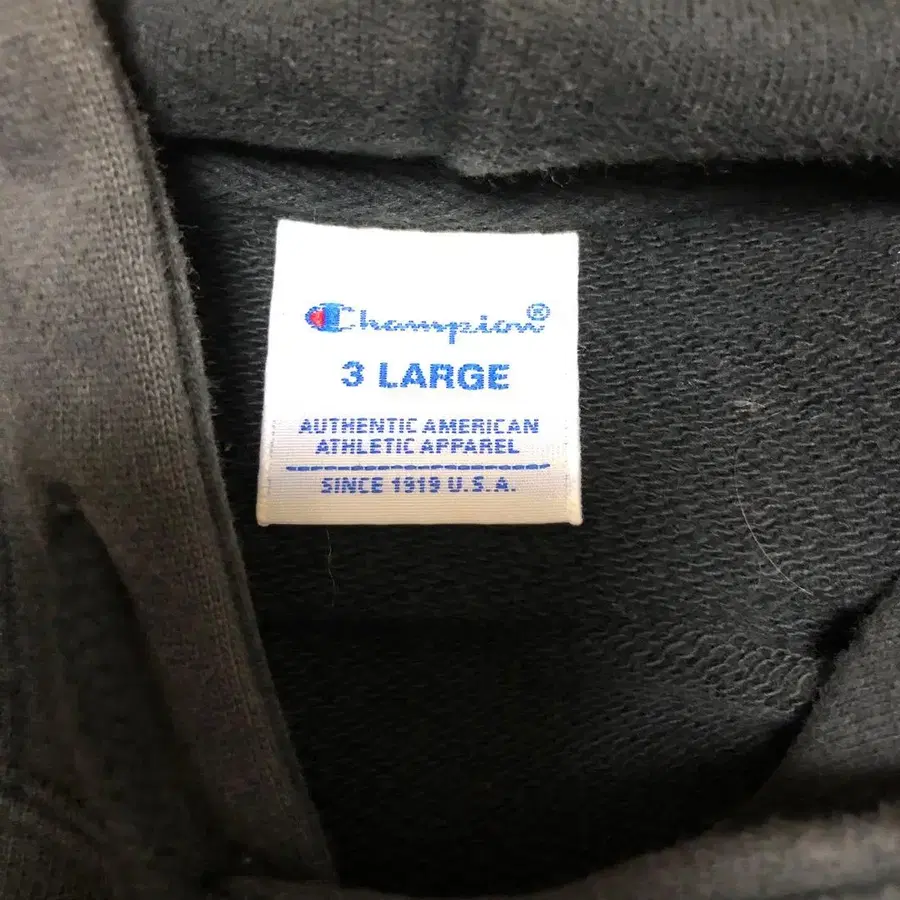 Champion®
3 LARGE
AUTHENTIC AMERICAN
ATHLETIC APPAREL
SINCE 1919 U.S.A.